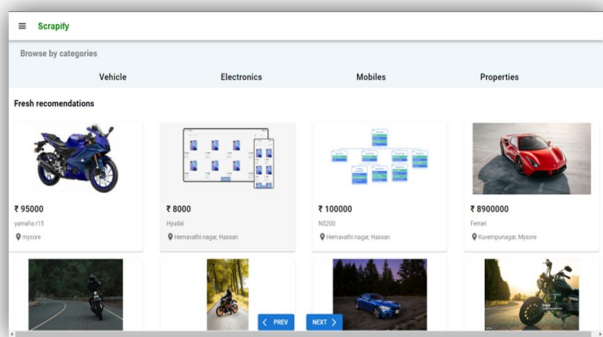 Scrapify
Browse by categories
Vehicle Electronics Mobiles Properties
Fresh recomendations
₹ 95000
yamaha r15
mysore
₹ 8000
Hyudai
Hemavathi nagar, Hassan
₹ 100000
NS200
Hemavathi nagar, Hassan
₹ 8900000
Ferrari
Kuvempunagar, Mysore
PREV NEXT